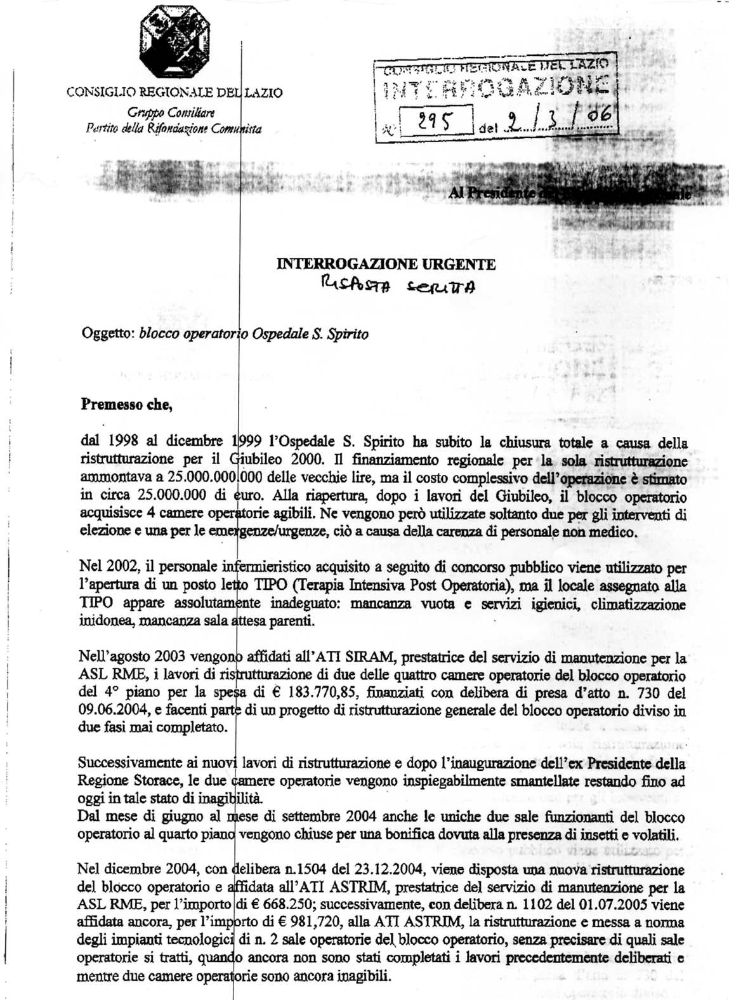 CONSIGLIO REGIONALE DEL LAZIO
Gruppo Consiliare
Partito della Rifondazione Comunista
CONSIGLIO REGIONALE DEL LAZIO
INTERROGAZIONE
N° 295 del 2/3/06
Al Presidente
INTERROGAZIONE URGENTE
RISPOSTA SCRITTA
Oggetto: blocco operatorio Ospedale S. Spirito
Premesso che,
dal 1998 al dicembre 1999 l'Ospedale S. Spirito ha subito la chiusura totale a causa della
ristrutturazione per il Giubileo 2000. Il finanziamento regionale per la sola ristrutturazione
ammontava a 25.000.000.000 delle vecchie lire, ma il costo complessivo dell'operazione è stimato
in circa 25.000.000 di euro. Alla riapertura, dopo i lavori del Giubileo, il blocco operatorio
acquisisce 4 camere operatorie agibili. Ne vengono però utilizzate soltanto due per gli interventi di
elezione e una per le emergenze/urgenze, ciò a causa della carenza di personale non medico.
Nel 2002, il personale infermieristico acquisito a seguito di concorso pubblico viene utilizzato per
l'apertura di un posto letto TIPO (Terapia Intensiva Post Operatoria), ma il locale assegnato alla
TIPO appare assolutamente inadeguato: mancanza vuota e servizi igienici, climatizzazione
inidonea, mancanza sala attesa parenti.
Nell'agosto 2003 vengono affidati all'ATI SIRAM, prestatrice del servizio di manutenzione per la
ASL RME, i lavori di ristrutturazione di due delle quattro camere operatorie del blocco operatorio
del 4° piano per la spesa di € 183.770,85, finanziati con delibera di presa d'atto n. 730 del
09.06.2004, e facenti parte di un progetto di ristrutturazione generale del blocco operatorio diviso in
due fasi mai completato.
Successivamente ai nuovi lavori di ristrutturazione e dopo l'inaugurazione dell'ex Presidente della
Regione Storace, le due camere operatorie vengono inspiegabilmente smantellate restando fino ad
oggi in tale stato di inagibilità.
Dal mese di giugno al mese di settembre 2004 anche le uniche due sale funzionanti del blocco
operatorio al quarto piano vengono chiuse per una bonifica dovuta alla presenza di insetti e volatili.
Nel dicembre 2004, con delibera n.1504 del 23.12.2004, viene disposta una nuova ristrutturazione
del blocco operatorio e affidata all'ATI ASTRIM, prestatrice del servizio di manutenzione per la
ASL RME, per l'importo di € 668.250; successivamente, con delibera n. 1102 del 01.07.2005 viene
affidata ancora, per l'importo di € 981,720, alla ATI ASTRIM, la ristrutturazione e messa a norma
degli impianti tecnologici di n. 2 sale operatorie del blocco operatorio, senza precisare di quali sale
operatorie si tratti, quando ancora non sono stati completati i lavori precedentemente deliberati e
mentre due camere operatorie sono ancora inagibili.